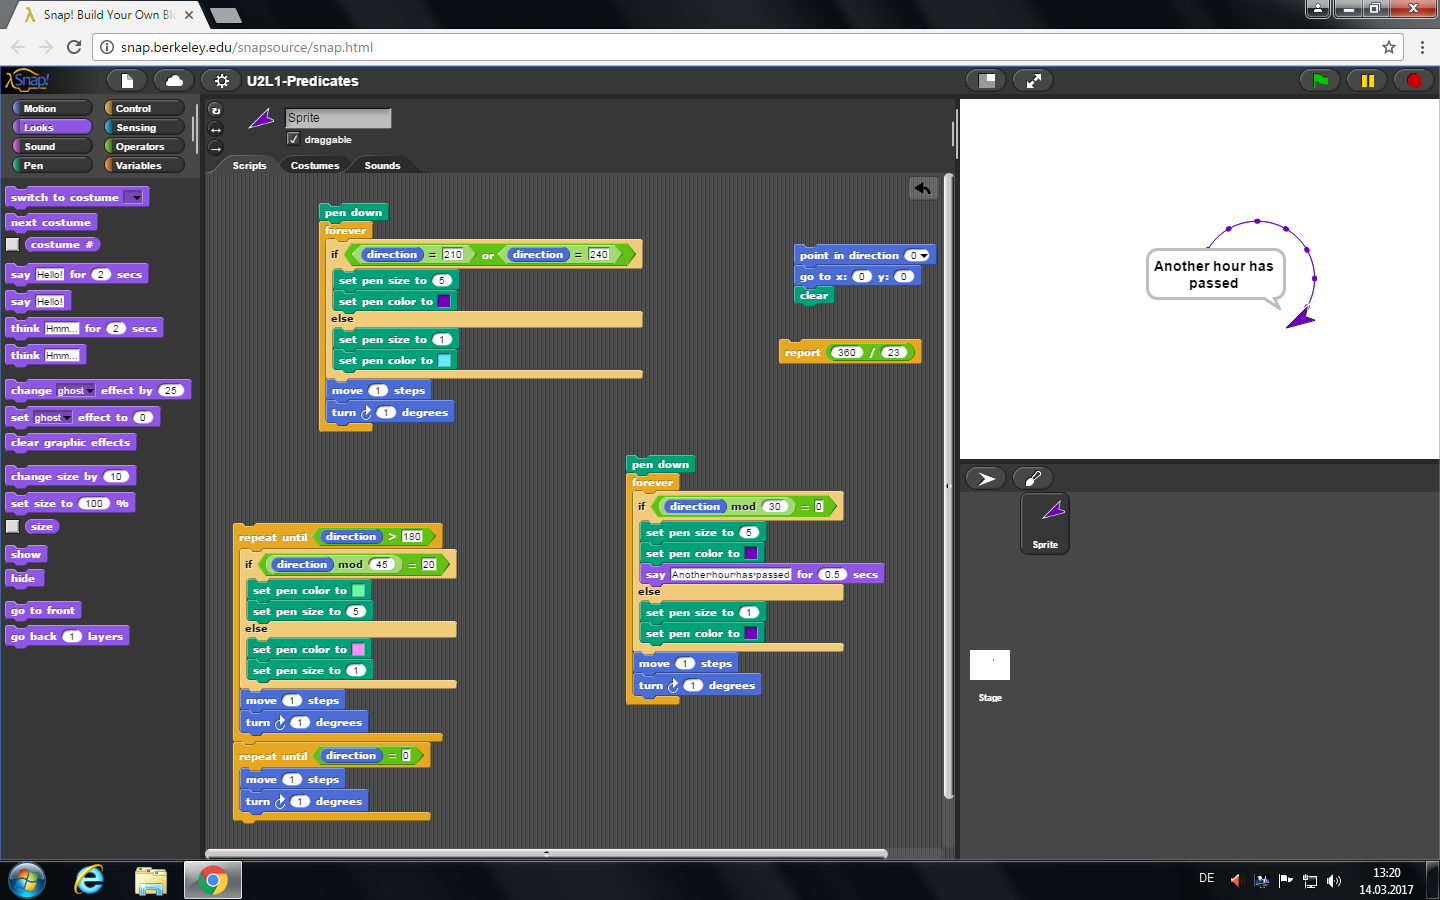 Snap! Build Your Own Bl
snap.berkeley.edu/snapsource/snap.html
Snap!
U2L1-Predicates
Motion
Control
Looks
Sensing
Sound
Operators
Pen
Variables
switch to costume
next costume
costume #
say Hello! for 2 secs
say Hello!
think Hmm... for 2 secs
think Hmm...
change ghost effect by 25
set ghost effect to 0
clear graphic effects
change size by 10
set size to 100 %
size
show
hide
go to front
go back 1 layers
Sprite
draggable
Scripts
Costumes
Sounds
pen down
forever
if direction = 210 or direction = 240
set pen size to 5
set pen color to
else
set pen size to 1
set pen color to
move 1 steps
turn 1 degrees
point in direction 0
go to x: 0 y: 0
clear
report 360 / 23
repeat until direction > 180
if direction mod 45 = 20
set pen color to
set pen size to 5
else
set pen color to
set pen size to 1
move 1 steps
turn 1 degrees
repeat until direction = 0
move 1 steps
turn 1 degrees
pen down
forever
if direction mod 30 = 0
set pen size to 5
set pen color to
say Another hour has passed for 0.5 secs
else
set pen size to 1
set pen color to
move 1 steps
turn 1 degrees
Another hour has
passed
Sprite
Stage
DE
13:20
14.03.2017